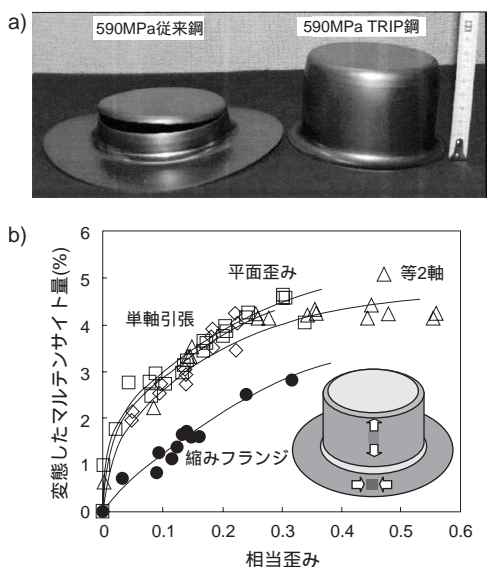 a)
590MPa従来鋼
590MPa TRIP鋼
b)
変態したマルテンサイト量(%)
6
5
4
3
2
1
0
平面歪み
△ 等2軸
単軸引張
縮みフランジ
0 0.1 0.2 0.3 0.4 0.5 0.6
相当歪み